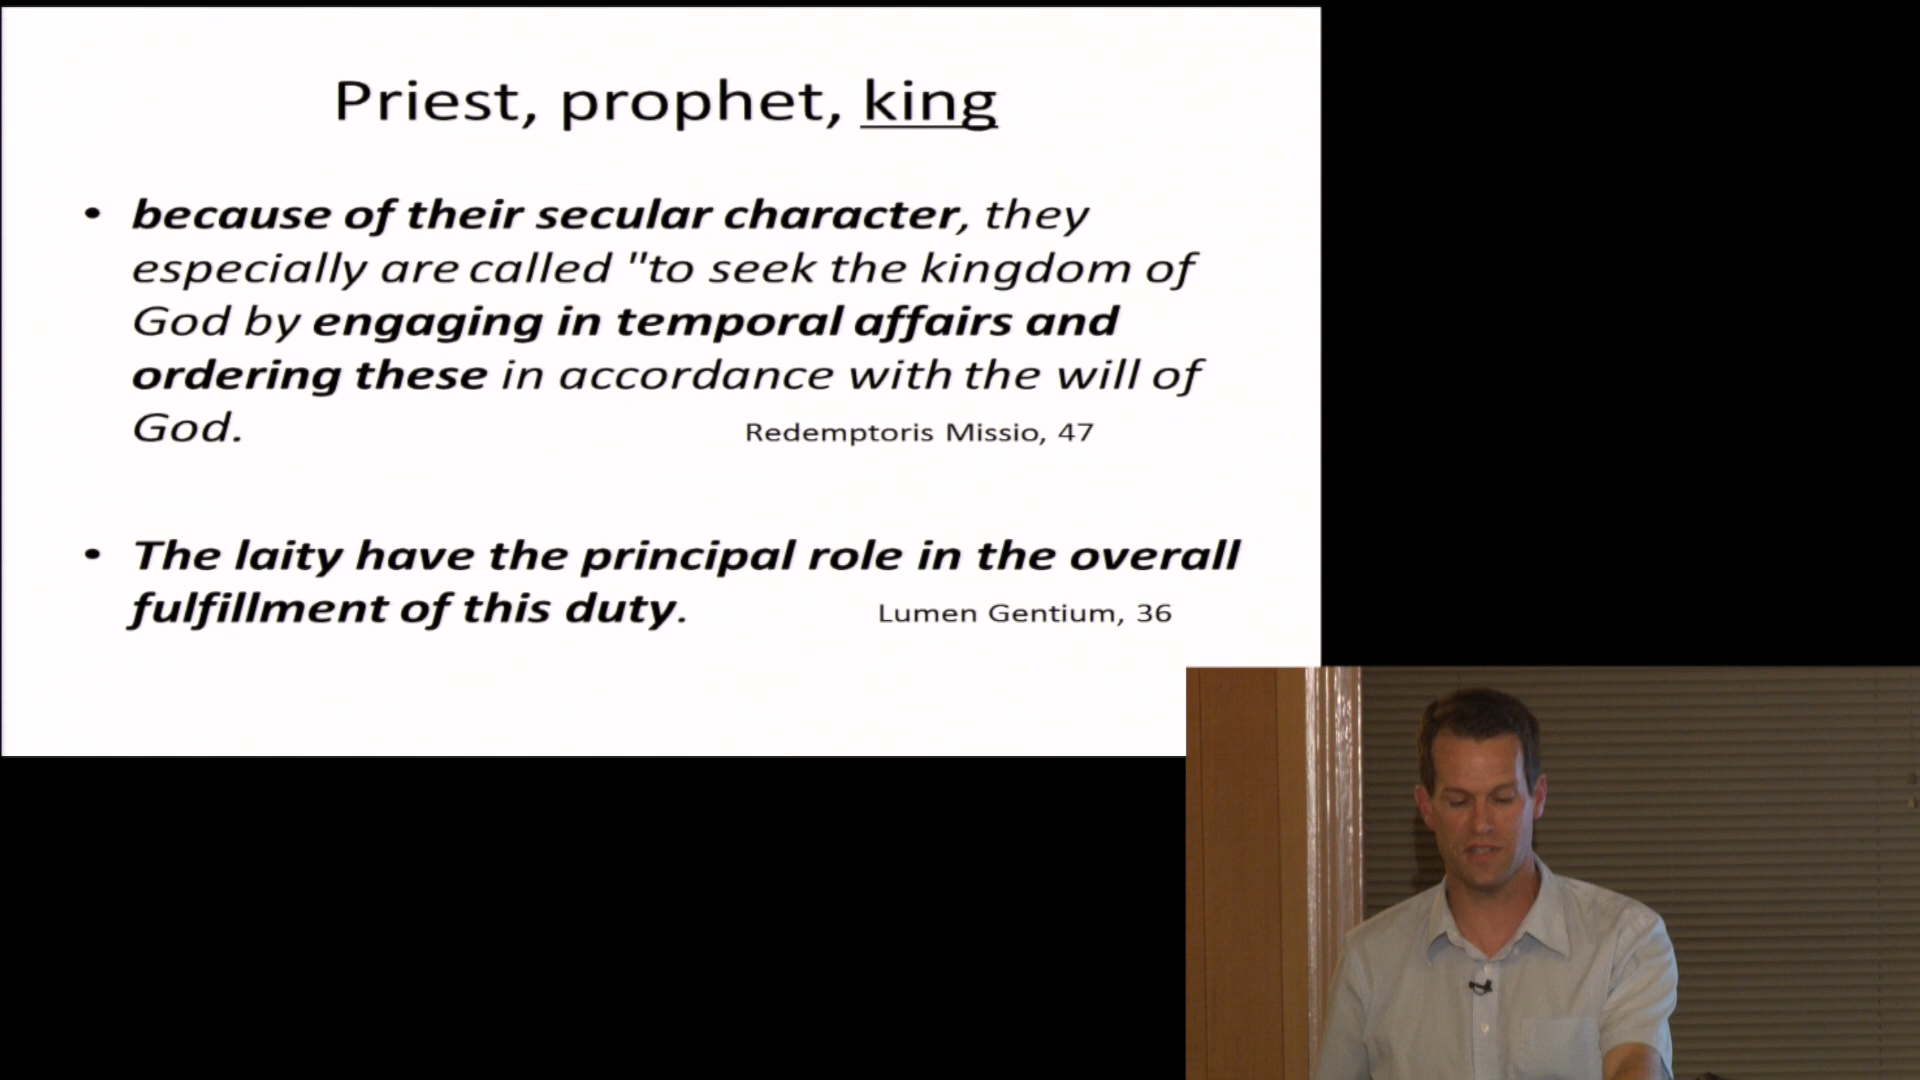 Priest, prophet, king
• because of their secular character, they
especially are called "to seek the kingdom of
God by engaging in temporal affairs and
ordering these in accordance with the will of
God. Redemptoris Missio, 47
• The laity have the principal role in the overall
fulfillment of this duty. Lumen Gentium, 36